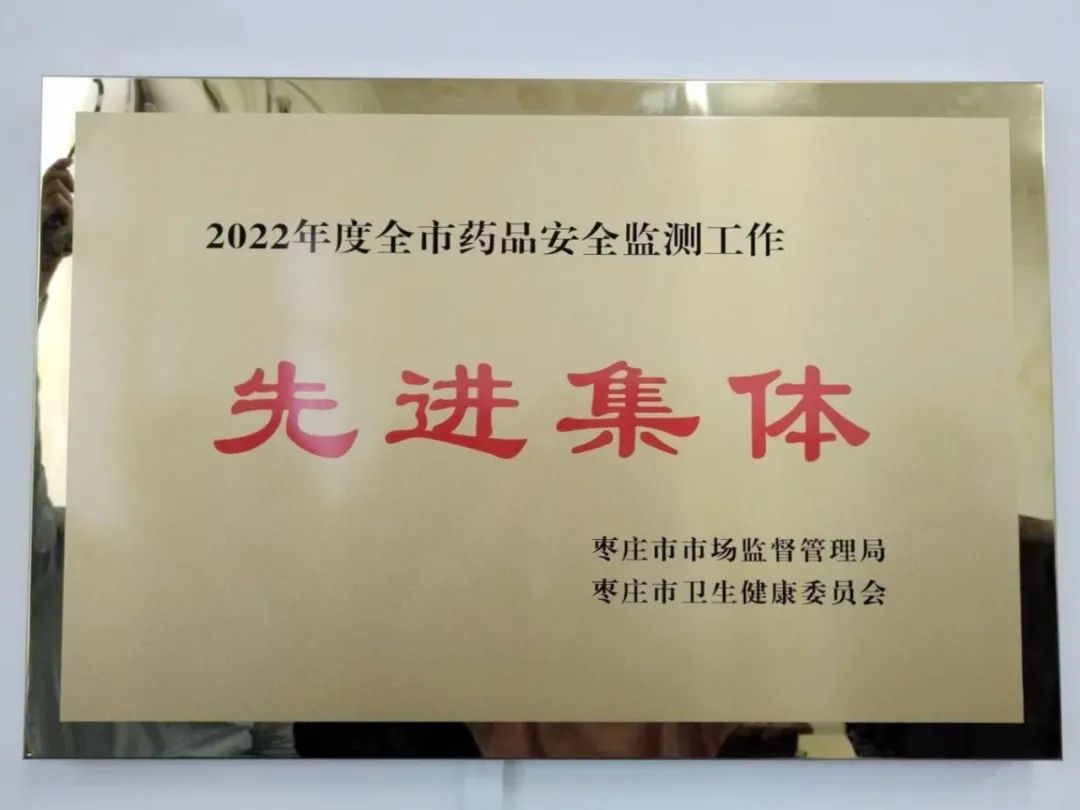 2022年度全市药品安全监测工作
先进集体
枣庄市市场监督管理局
枣庄市卫生健康委员会